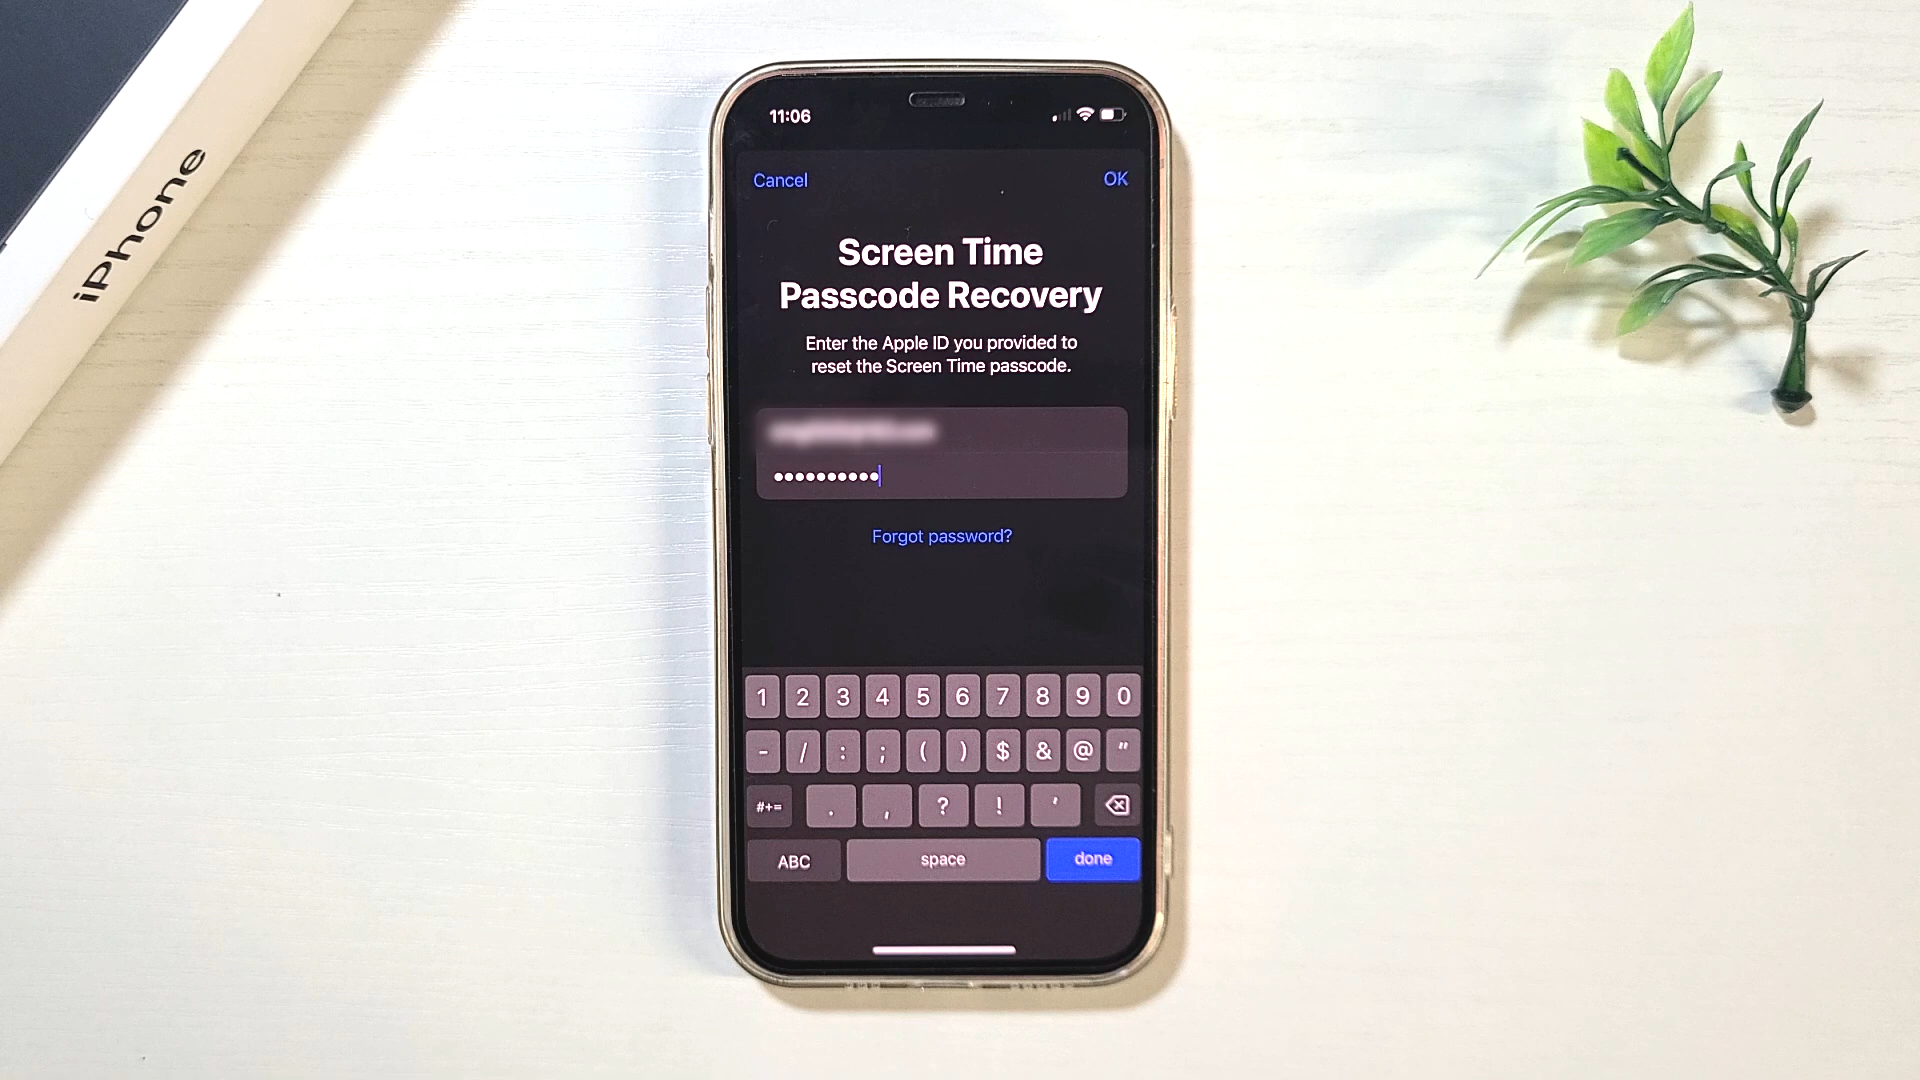 iPhone
11:06
Cancel
OK
Screen Time
Passcode Recovery
Enter the Apple ID you provided to
reset the Screen Time passcode.
••••••••••
Forgot password?
1 2 3 4 5 6 7 8 9 0
- / : ; ( ) $ & @ "
#+= . , ? ! '
ABC space done